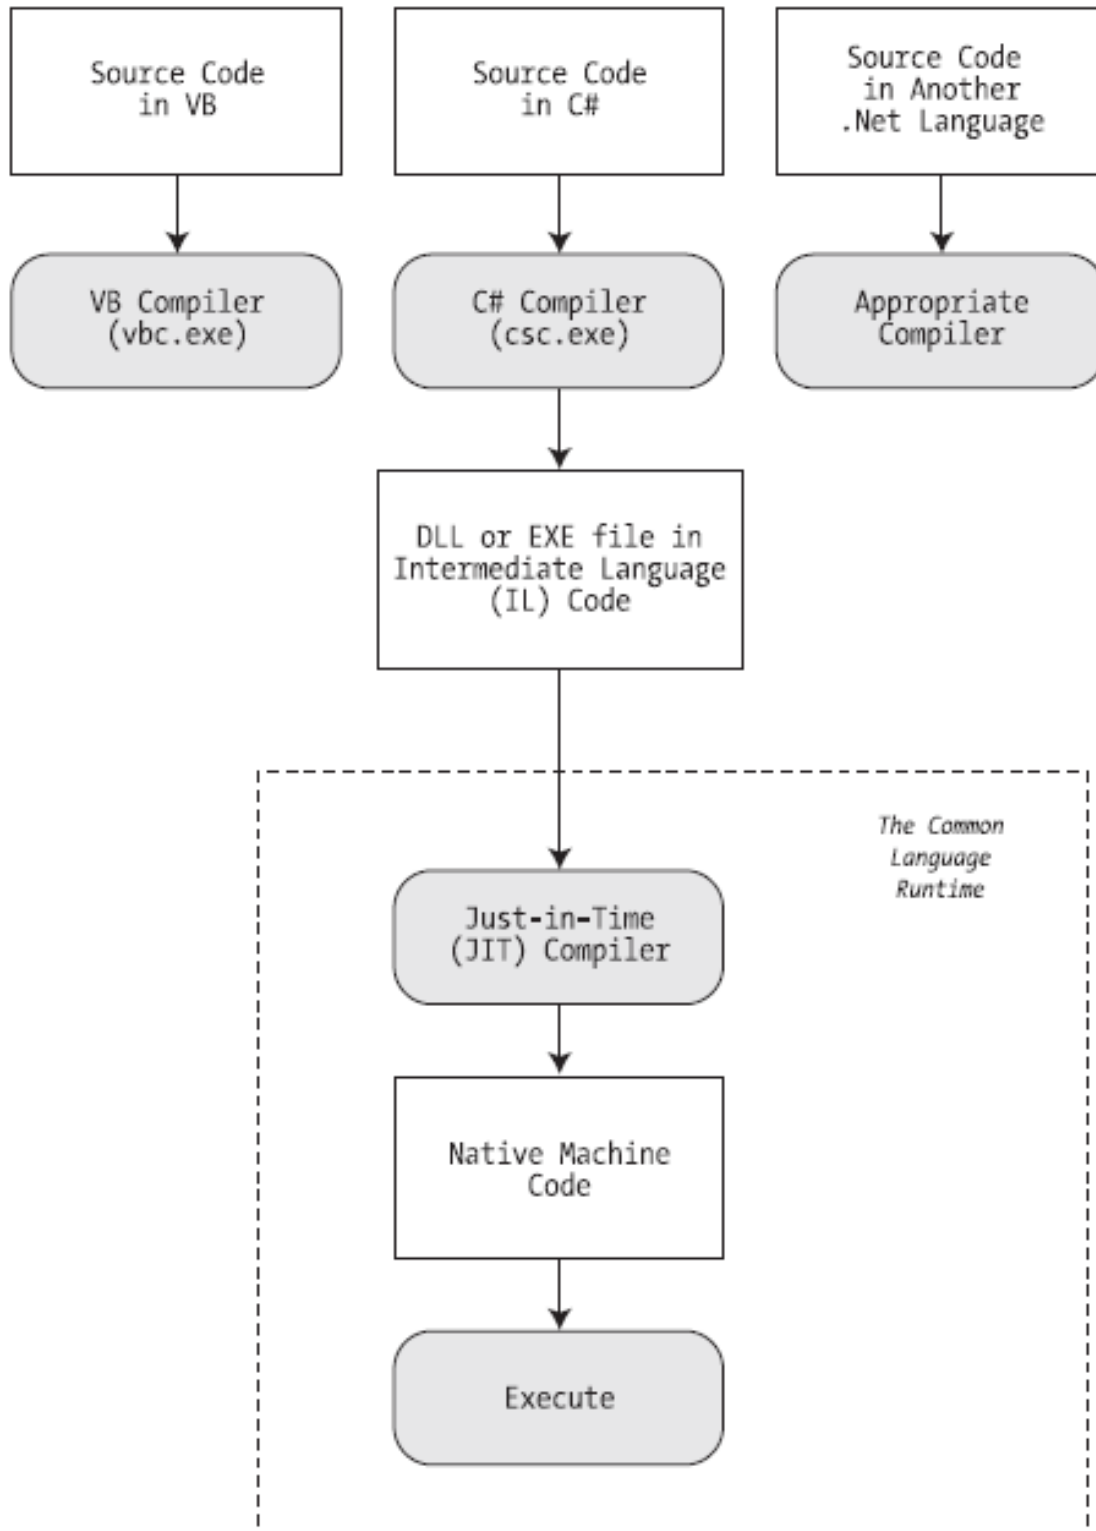 Source Code
in VB
Source Code
in C#
Source Code
in Another
.Net Language
VB Compiler
(vbc.exe)
C# Compiler
(csc.exe)
Appropriate
Compiler
DLL or EXE file in
Intermediate Language
(IL) Code
The Common
Language
Runtime
Just-in-Time
(JIT) Compiler
Native Machine
Code
Execute